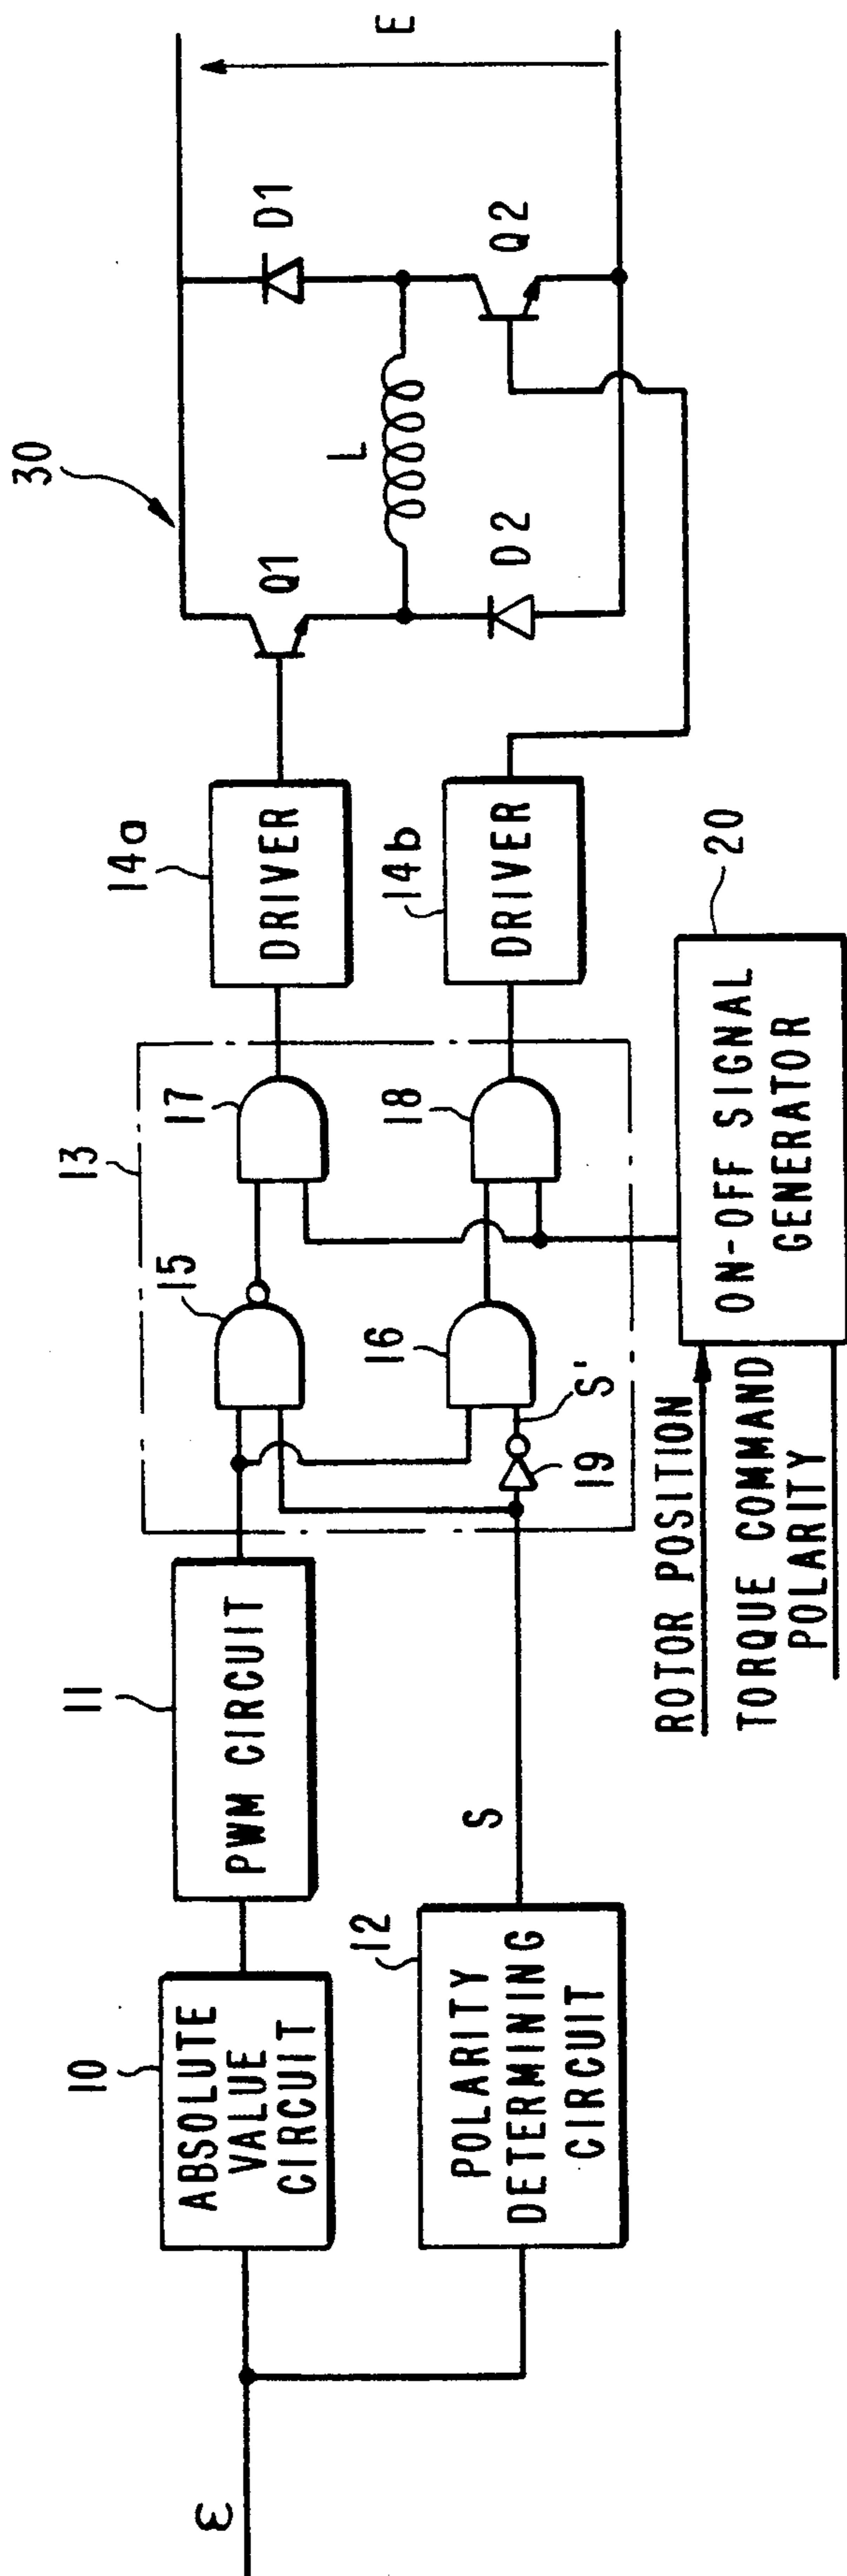 ε
10
ABSOLUTE
VALUE
CIRCUIT
11
PWM CIRCUIT
12
POLARITY
DETERMINING
CIRCUIT
S
13
15
16
17
18
19
S'
14a
DRIVER
14b
DRIVER
20
ON-OFF SIGNAL
GENERATOR
ROTOR POSITION
TORQUE COMMAND
POLARITY
30
Q1
D1
L
D2
Q2
E